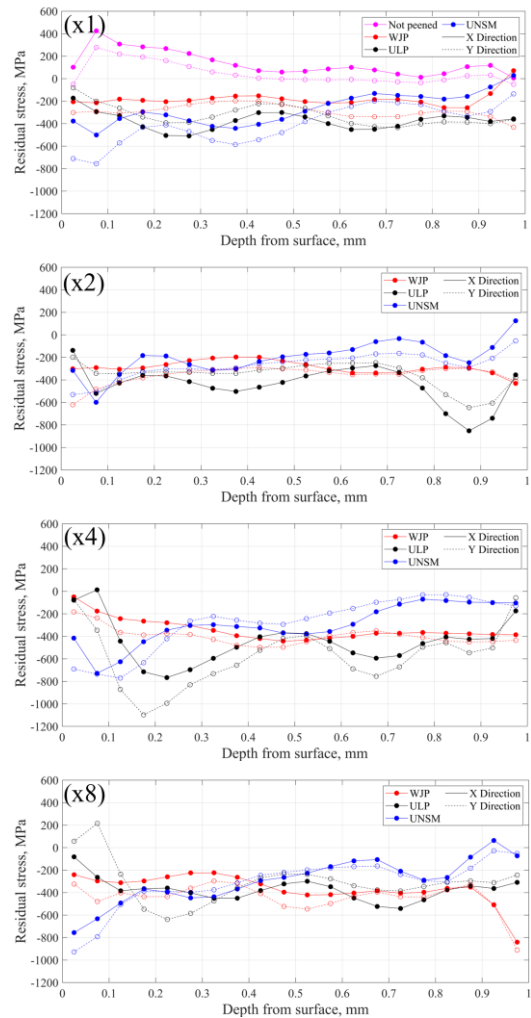 (x1)
Not peened
UNSM
WJP
X Direction
ULP
Y Direction
Residual stress, MPa
600
400
200
0
-200
-400
-600
-800
-1000
-1200
0 0.1 0.2 0.3 0.4 0.5 0.6 0.7 0.8 0.9 1
Depth from surface, mm
(x2)
WJP
X Direction
ULP
Y Direction
UNSM
Residual stress, MPa
600
400
200
0
-200
-400
-600
-800
-1000
-1200
0 0.1 0.2 0.3 0.4 0.5 0.6 0.7 0.8 0.9 1
Depth from surface, mm
(x4)
WJP
X Direction
ULP
Y Direction
UNSM
Residual stress, MPa
600
400
200
0
-200
-400
-600
-800
-1000
-1200
0 0.1 0.2 0.3 0.4 0.5 0.6 0.7 0.8 0.9 1
Depth from surface, mm
(x8)
WJP
X Direction
ULP
Y Direction
UNSM
Residual stress, MPa
600
400
200
0
-200
-400
-600
-800
-1000
-1200
0 0.1 0.2 0.3 0.4 0.5 0.6 0.7 0.8 0.9 1
Depth from surface, mm